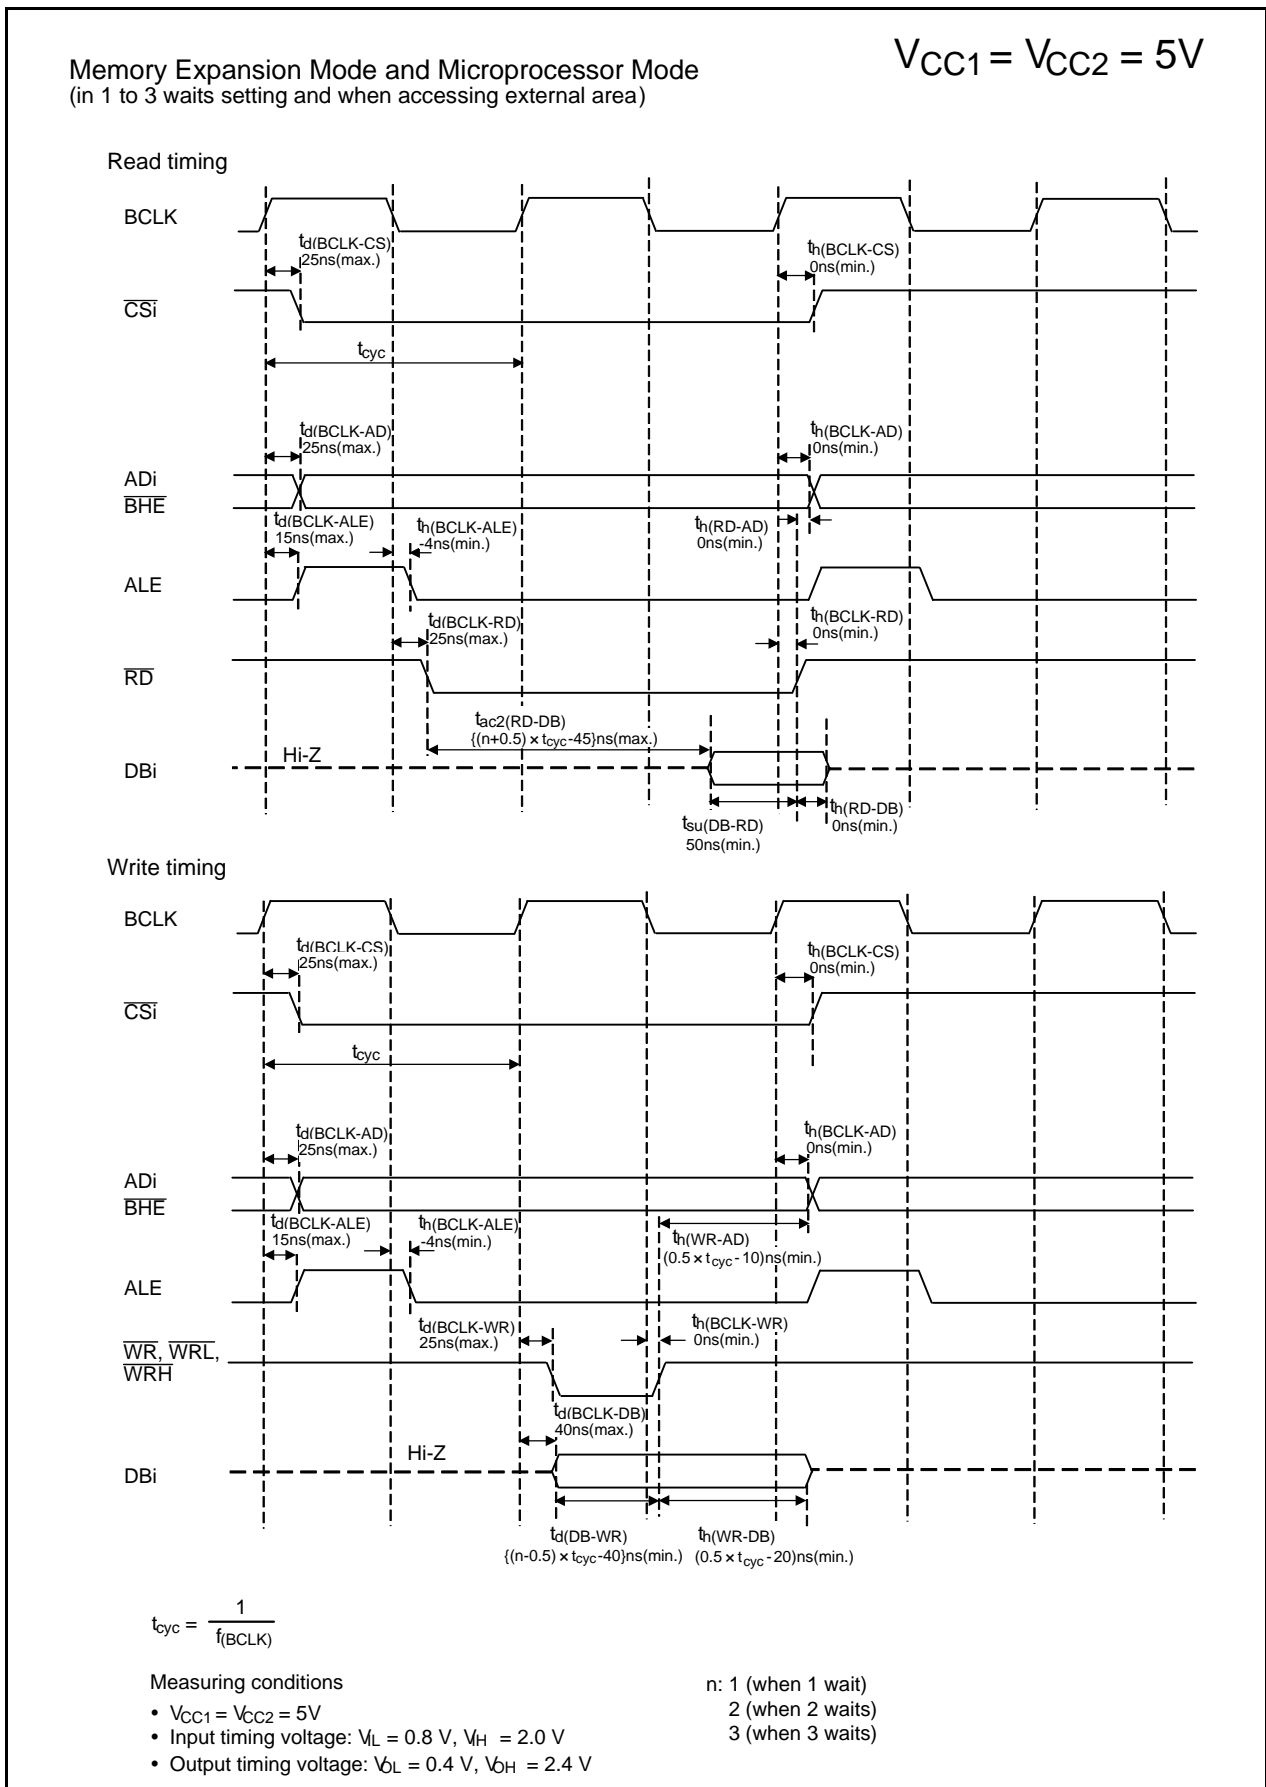 Memory Expansion Mode and Microprocessor Mode
(in 1 to 3 waits setting and when accessing external area)
VCC1 = VCC2 = 5V
Read timing
BCLK
td(BCLK-CS)
25ns(max.)
th(BCLK-CS)
0ns(min.)
CSi
tcyc
td(BCLK-AD)
25ns(max.)
th(BCLK-AD)
0ns(min.)
ADi
BHE
td(BCLK-ALE)
15ns(max.)
th(BCLK-ALE)
-4ns(min.)
th(RD-AD)
0ns(min.)
ALE
td(BCLK-RD)
25ns(max.)
th(BCLK-RD)
0ns(min.)
RD
tac2(RD-DB)
{(n+0.5) × tcyc-45}ns(max.)
Hi-Z
DBi
tsu(DB-RD)
50ns(min.)
th(RD-DB)
0ns(min.)
Write timing
BCLK
td(BCLK-CS)
25ns(max.)
th(BCLK-CS)
0ns(min.)
CSi
tcyc
td(BCLK-AD)
25ns(max.)
th(BCLK-AD)
0ns(min.)
ADi
BHE
td(BCLK-ALE)
15ns(max.)
th(BCLK-ALE)
-4ns(min.)
th(WR-AD)
(0.5 × tcyc-10)ns(min.)
ALE
td(BCLK-WR)
25ns(max.)
th(BCLK-WR)
0ns(min.)
WR, WRL,
WRH
td(BCLK-DB)
40ns(max.)
Hi-Z
DBi
td(DB-WR)
{(n-0.5) × tcyc-40}ns(min.)
th(WR-DB)
(0.5 × tcyc-20)ns(min.)
tcyc = 1 / f(BCLK)
Measuring conditions
• VCC1 = VCC2 = 5V
• Input timing voltage: VIL = 0.8 V, VIH = 2.0 V
• Output timing voltage: VOL = 0.4 V, VOH = 2.4 V
n: 1 (when 1 wait)
2 (when 2 waits)
3 (when 3 waits)